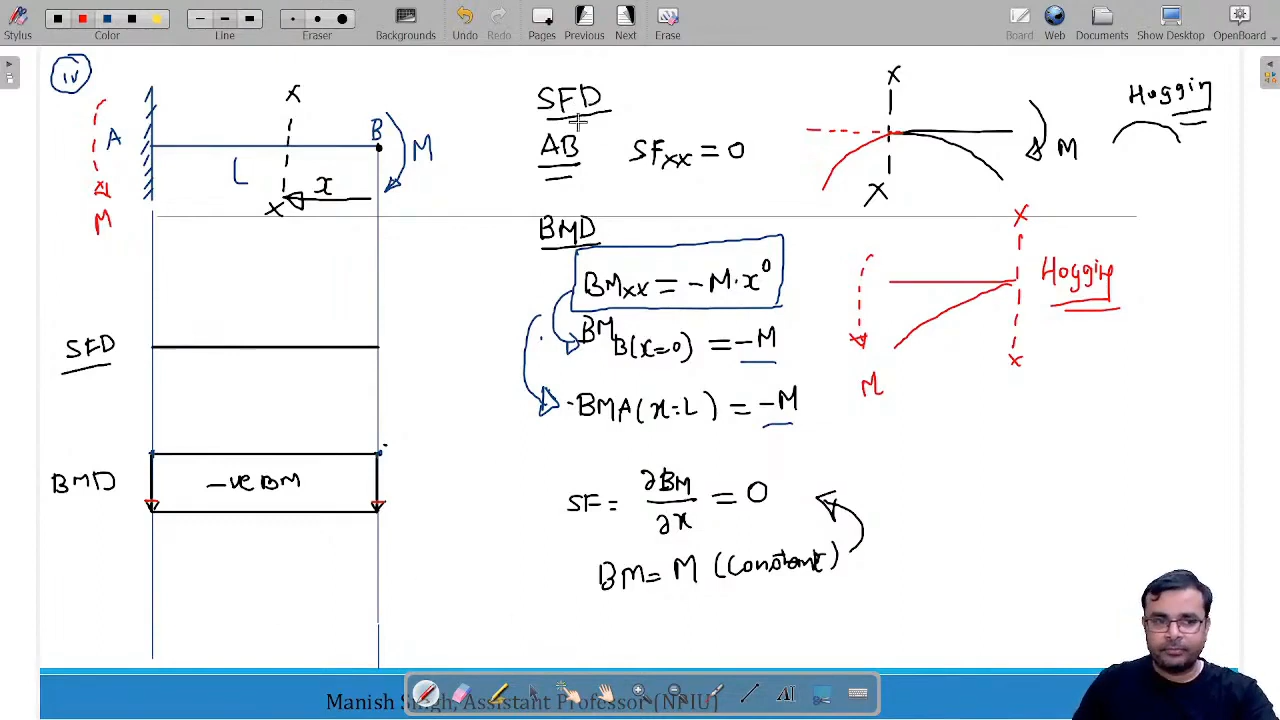 Stylus
Color
Line
Eraser
Backgrounds
Undo
Redo
Pages
Previous
Next
Erase
Board
Web
Documents
Show Desktop
OpenBoard
iv
A
M
L
X
x
X
B
M
SFD
BMD
-ve BM
SFD
AB
SFxx = 0
BMD
BMxx = -M·x⁰
BM B(x=0) = -M
BMA(x=L) = -M
SF = ∂BM/∂x = 0
BM = M (Constant)
X
X
M
Hoggin
X
X
M
Hogging
Manish Singh, Assistant Professor (NPIU)